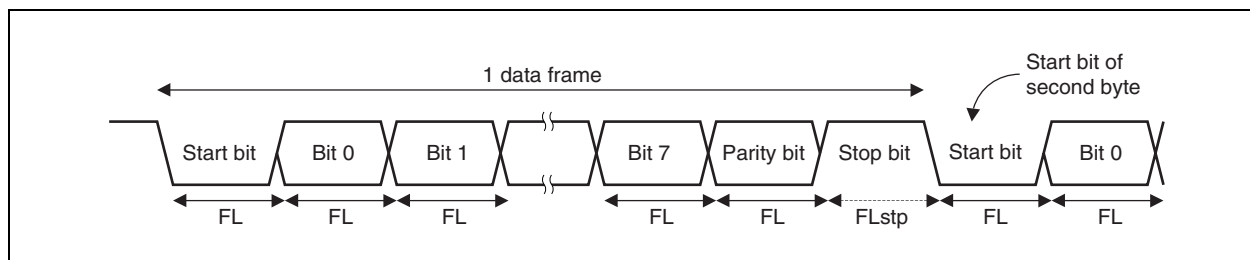 1 data frame
Start bit of
second byte
Start bit Bit 0 Bit 1 Bit 7 Parity bit Stop bit Start bit Bit 0
FL FL FL FL FL FLstp FL FL